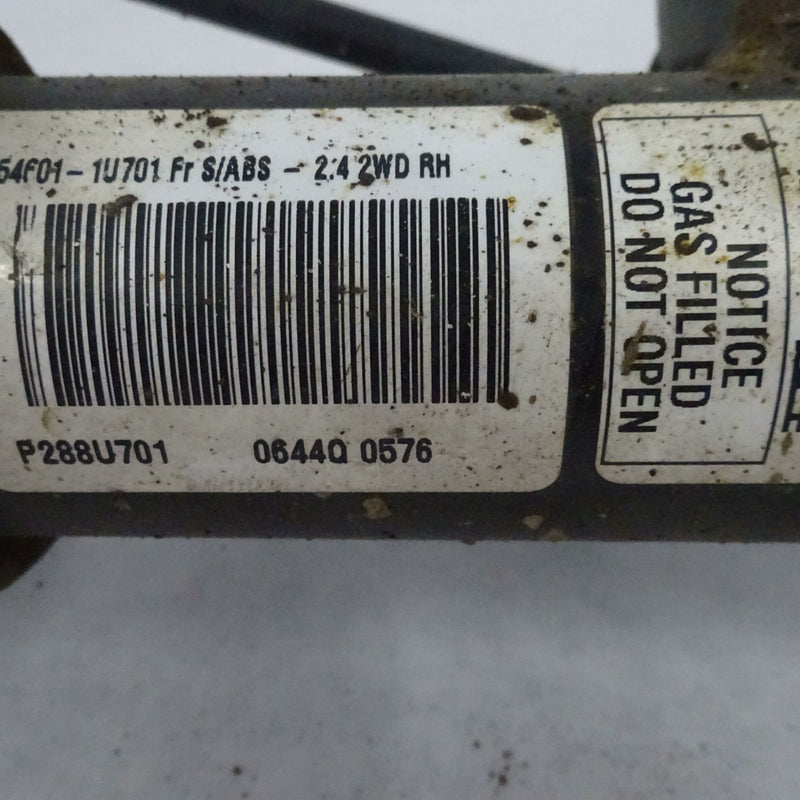 54F01-1U701 Fr S/ABS - 2.4 2WD RH
P288U701 0644Q 0576
NOTICE
GAS FILLED
DO NOT OPEN